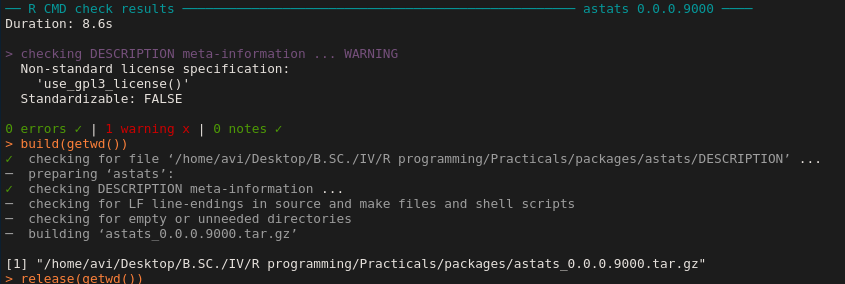 ── R CMD check results ──────────────────────────────────────────────────── astats 0.0.0.9000 ────
Duration: 8.6s
> checking DESCRIPTION meta-information ... WARNING
Non-standard license specification:
'use_gpl3_license()'
Standardizable: FALSE
0 errors ✓ | 1 warning x | 0 notes ✓
> build(getwd())
✓ checking for file ‘/home/avi/Desktop/B.SC./IV/R programming/Practicals/packages/astats/DESCRIPTION’ ...
─ preparing ‘astats’:
✓ checking DESCRIPTION meta-information ...
─ checking for LF line-endings in source and make files and shell scripts
─ checking for empty or unneeded directories
─ building ‘astats_0.0.0.9000.tar.gz’
[1] "/home/avi/Desktop/B.SC./IV/R programming/Practicals/packages/astats_0.0.0.9000.tar.gz"
> release(getwd())